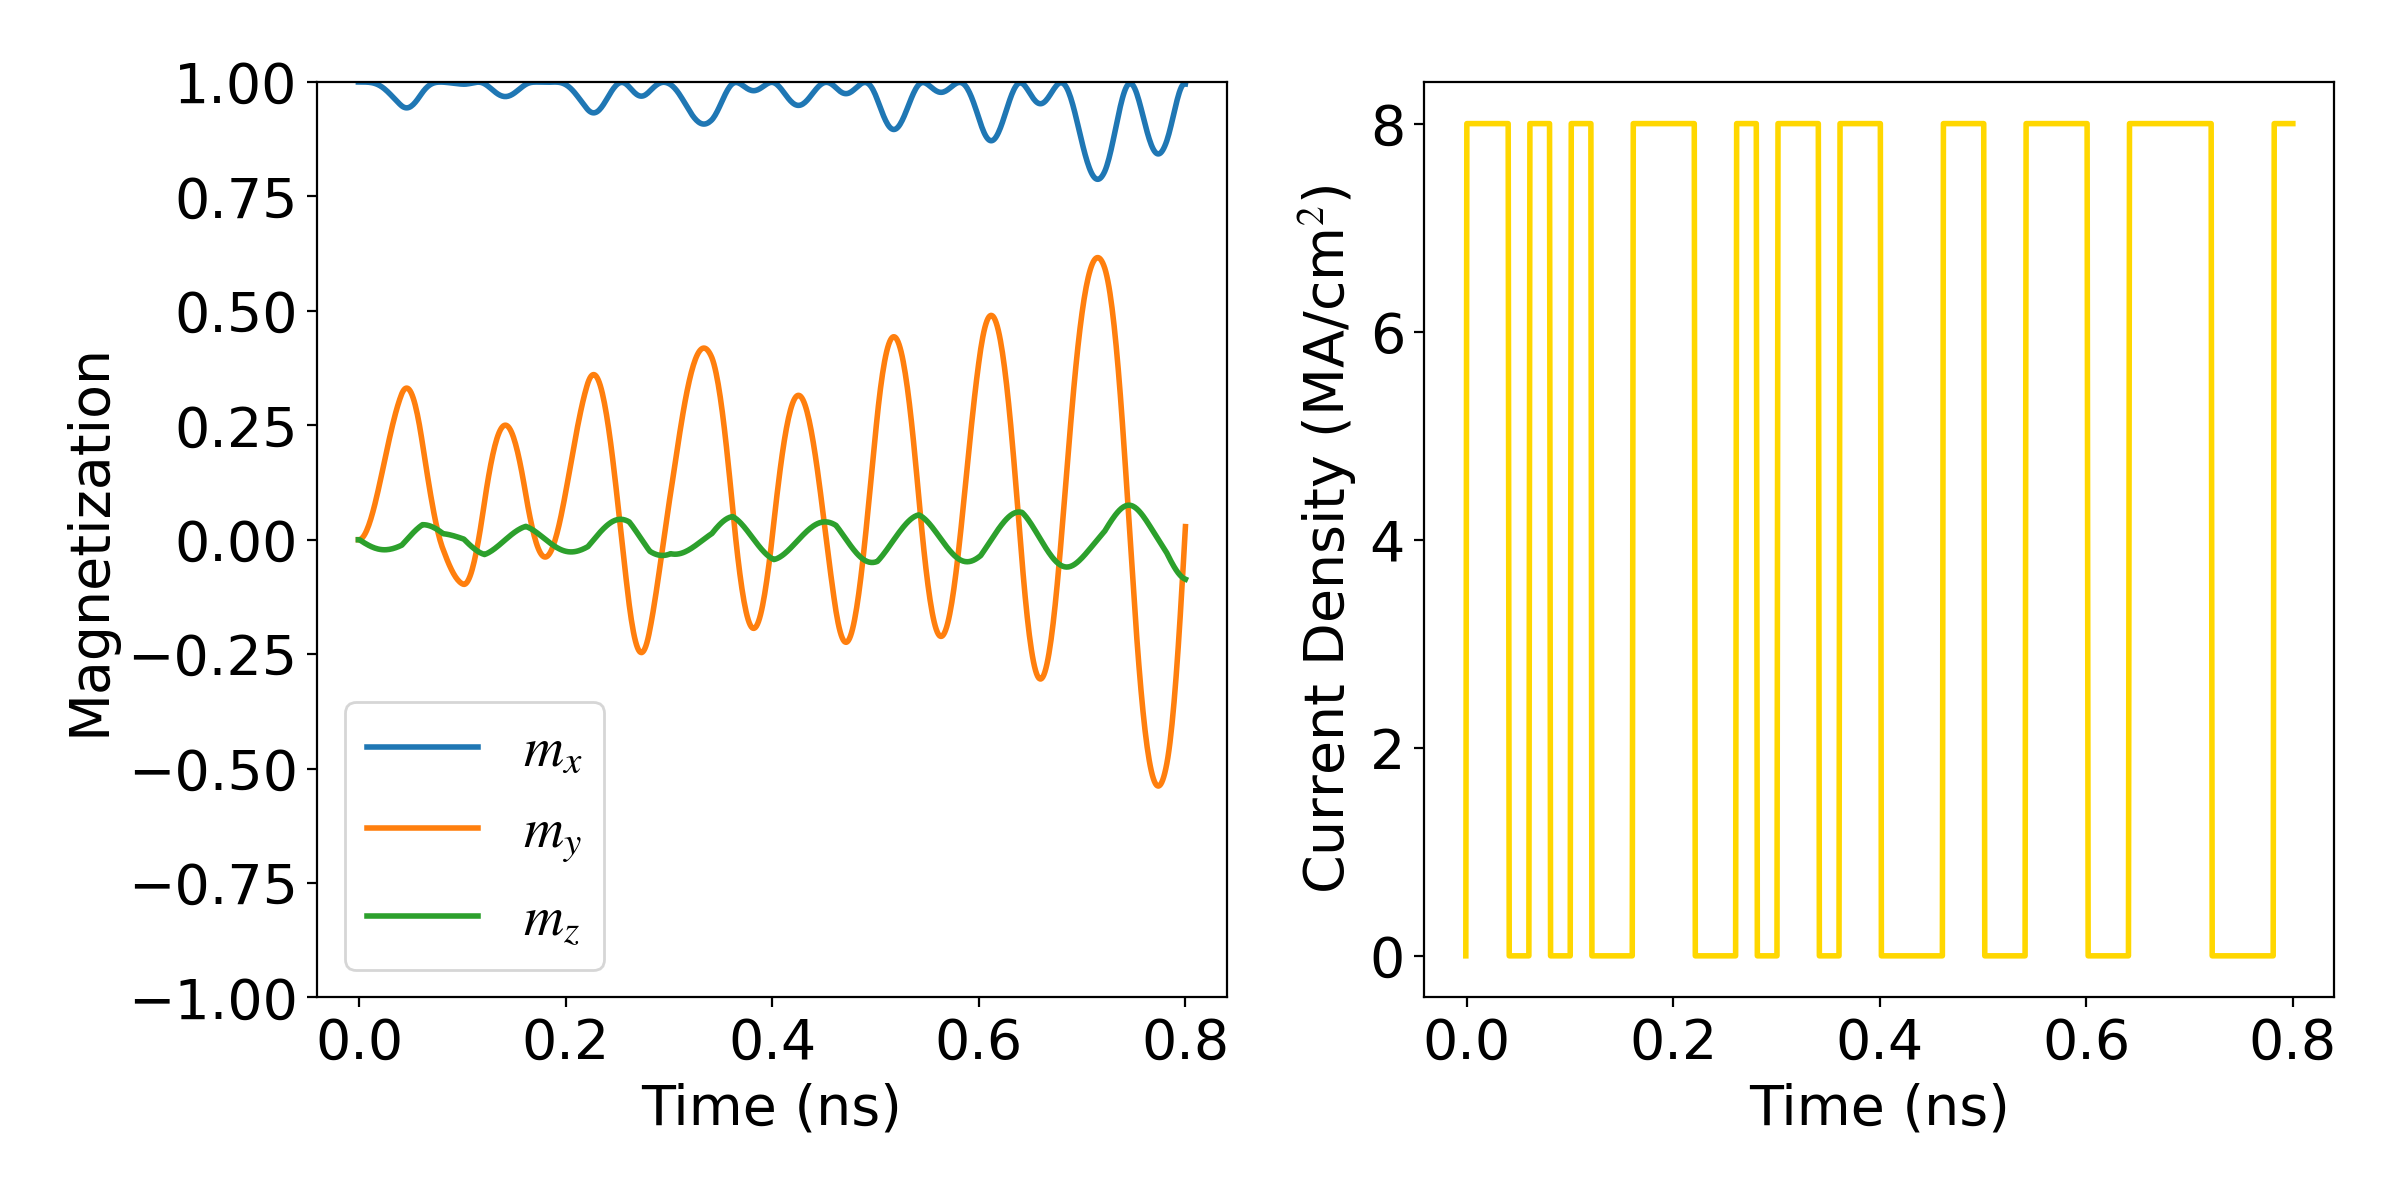 Magnetization
1.00
0.75
0.50
0.25
0.00
−0.25
−0.50
−0.75
−1.00
m_x
m_y
m_z
0.0 0.2 0.4 0.6 0.8
Time (ns)
Current Density (MA/cm²)
8
6
4
2
0
0.0 0.2 0.4 0.6 0.8
Time (ns)